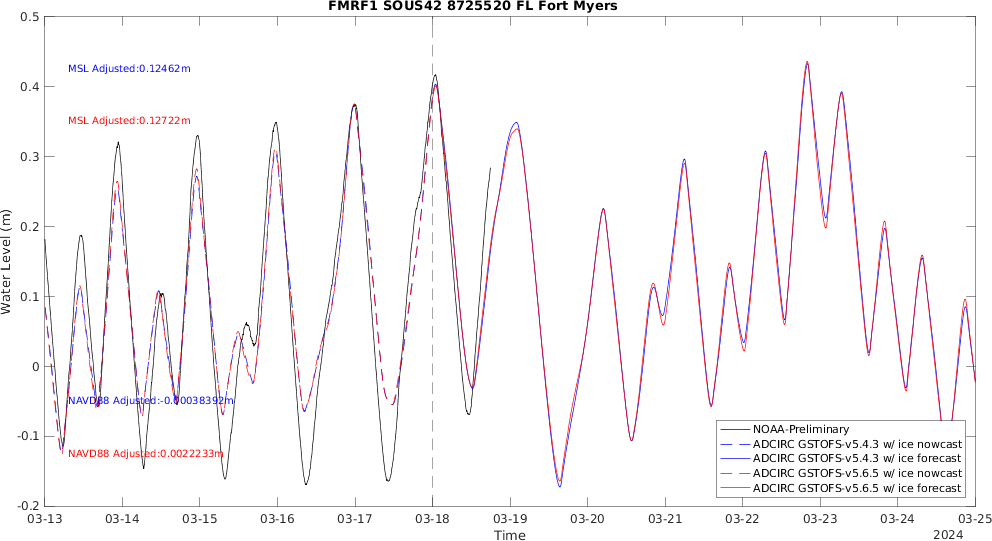 FMRF1 SOUS42 8725520 FL Fort Myers
0.5
0.4
0.3
0.2
0.1
0
-0.1
-0.2
Water Level (m)
MSL Adjusted:0.12462m
MSL Adjusted:0.12722m
NAVD88 Adjusted:-0.00038392m
NAVD88 Adjusted:0.0022233m
NOAA-Preliminary
ADCIRC GSTOFS-v5.4.3 w/ ice nowcast
ADCIRC GSTOFS-v5.4.3 w/ ice forecast
ADCIRC GSTOFS-v5.6.5 w/ ice nowcast
ADCIRC GSTOFS-v5.6.5 w/ ice forecast
03-13 03-14 03-15 03-16 03-17 03-18 03-19 03-20 03-21 03-22 03-23 03-24 03-25
Time
2024